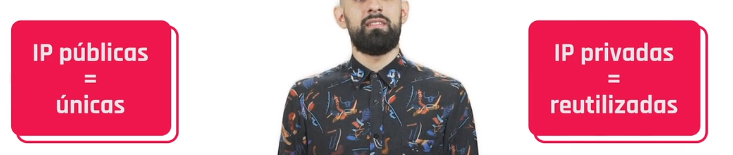 IP públicas
=
únicas
IP privadas
=
reutilizadas